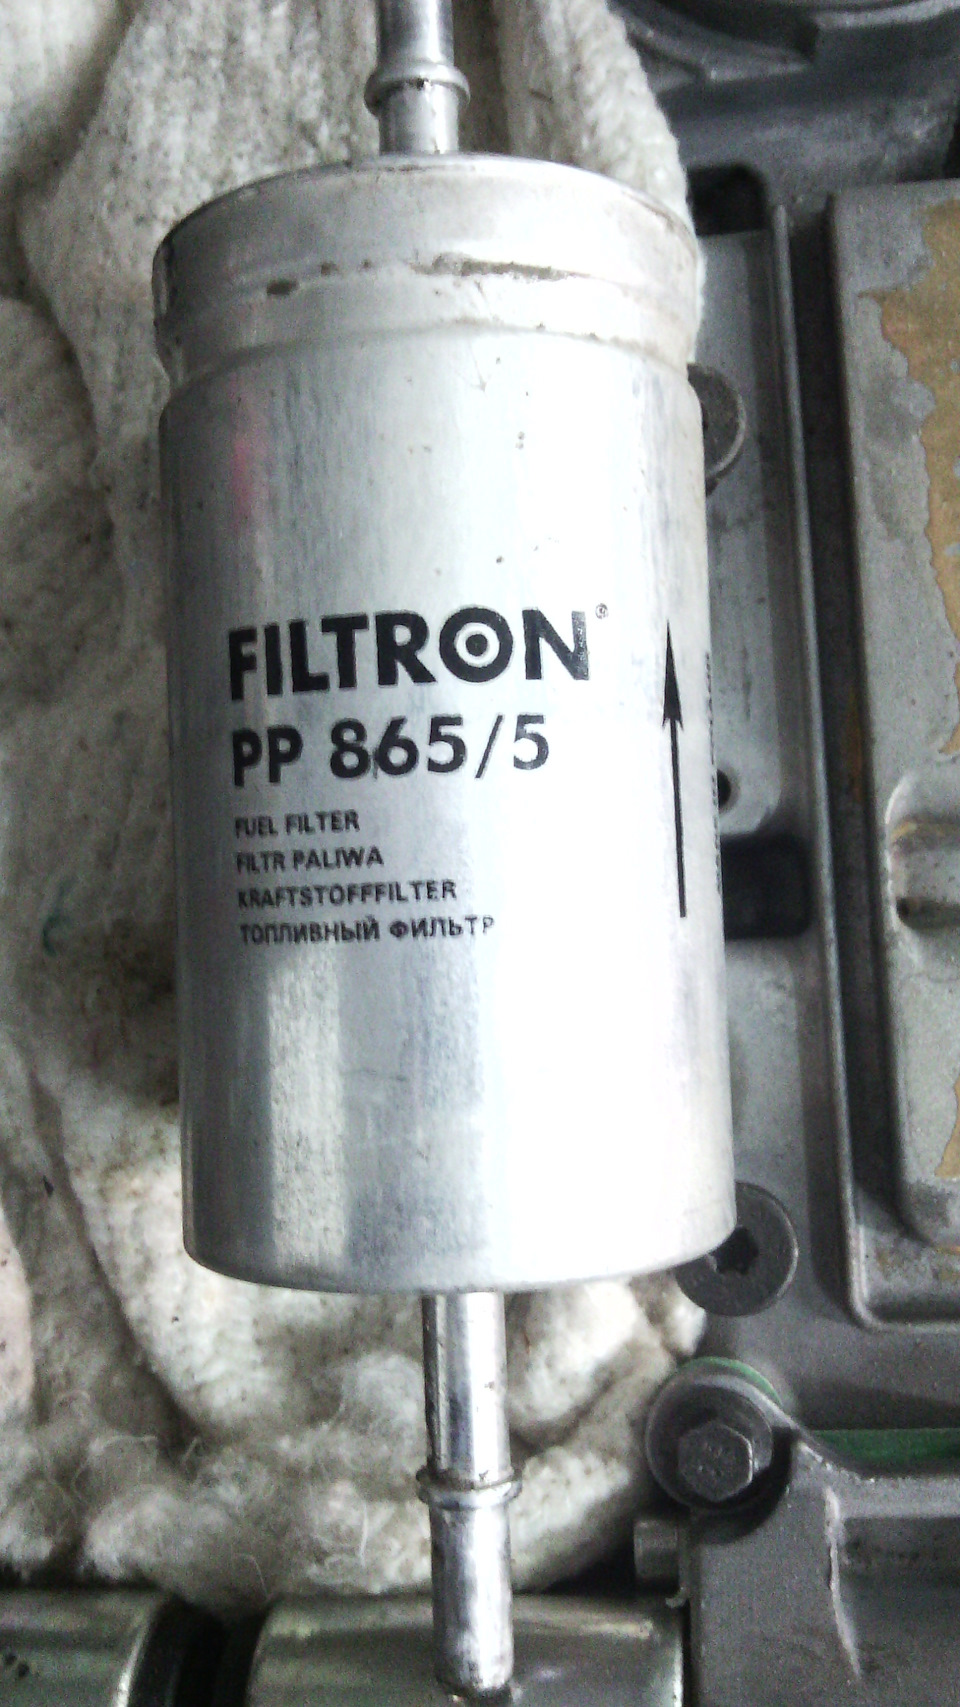 FILTRON®
PP 865/5
FUEL FILTER
FILTR PALIWA
KRAFTSTOFFFILTER
ТОПЛИВНЫЙ ФИЛЬТР